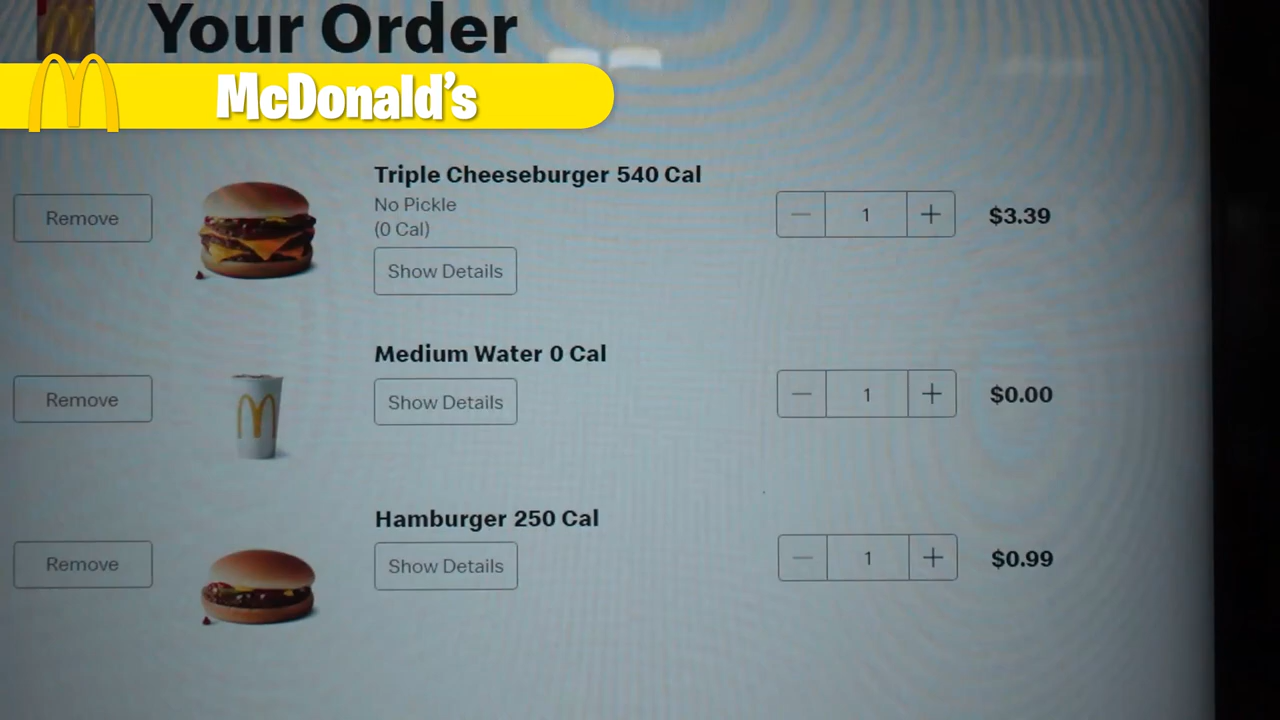 Your Order
McDonald's
Triple Cheeseburger 540 Cal
No Pickle
(0 Cal)
Remove
1
$3.39
Show Details
Medium Water 0 Cal
Remove
Show Details
1
$0.00
Hamburger 250 Cal
Remove
Show Details
1
$0.99